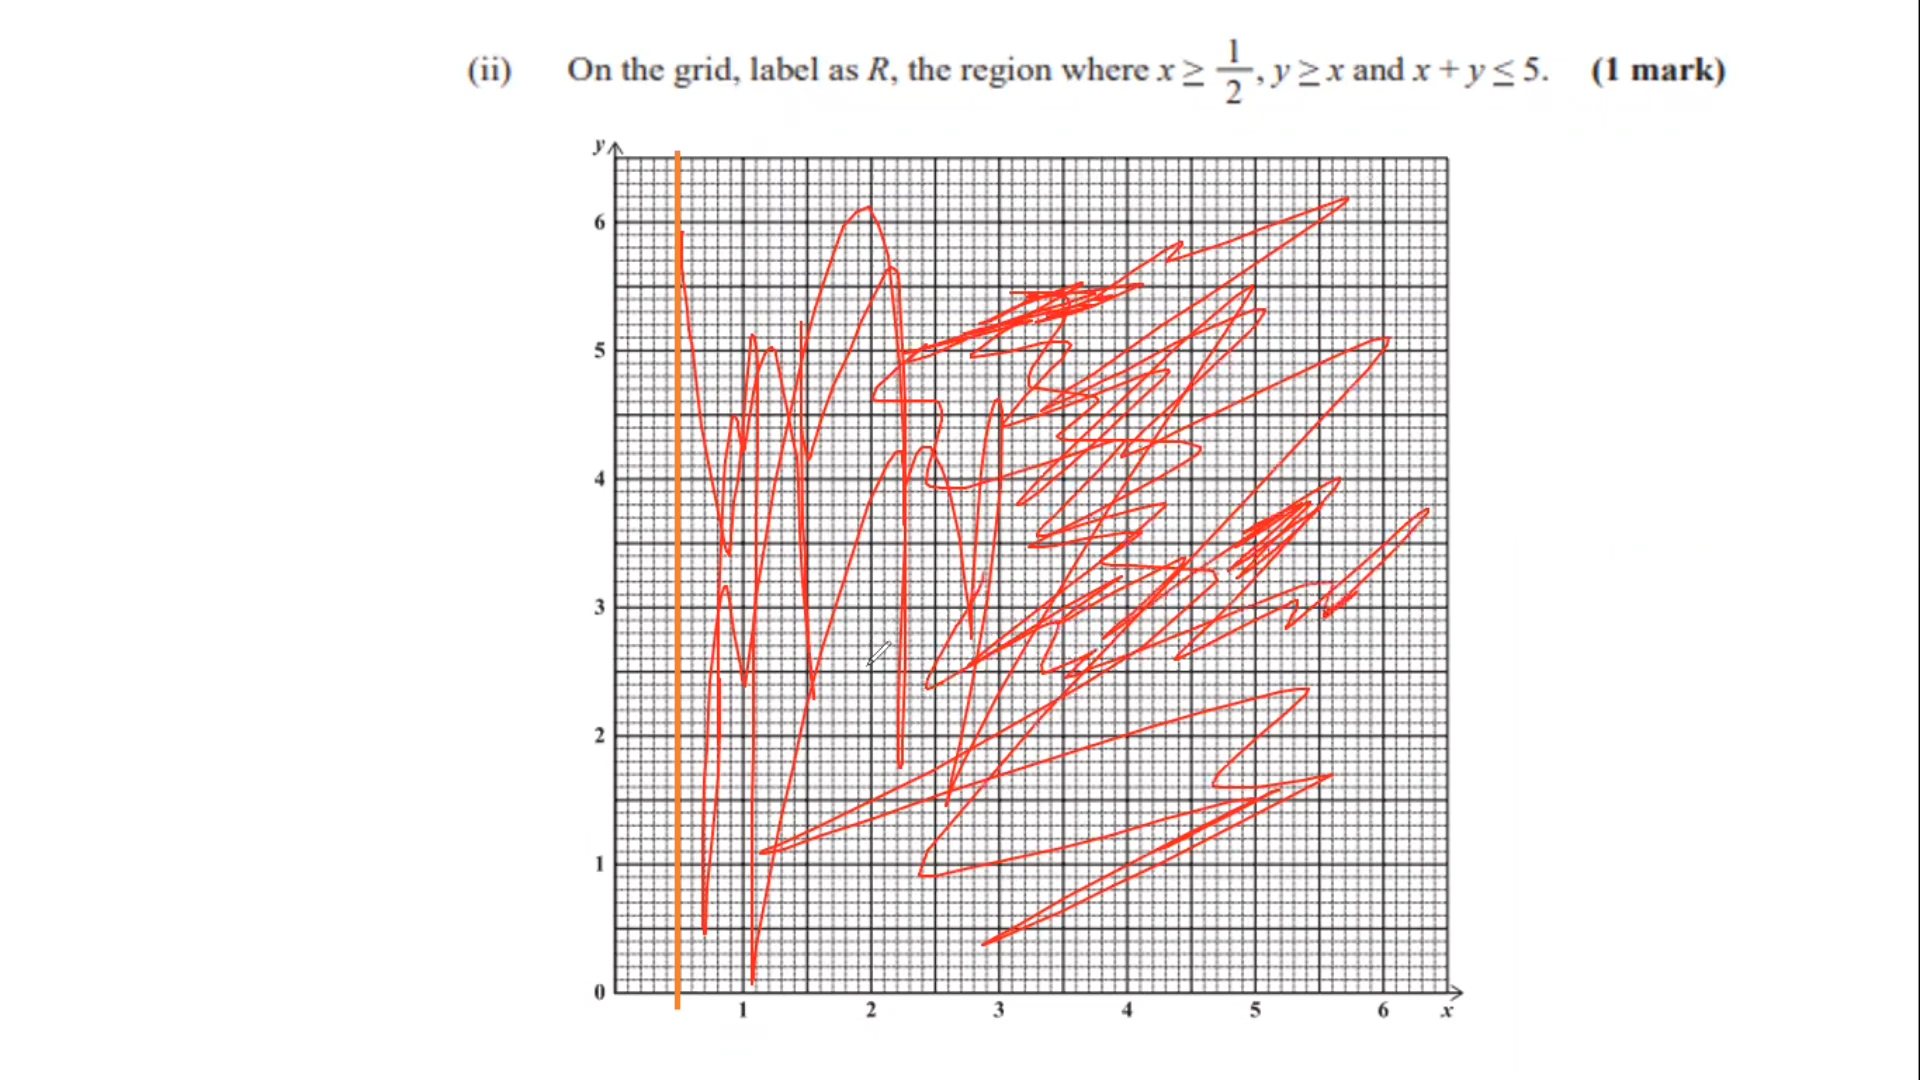 (ii) On the grid, label as R, the region where x ≥ 1/2, y ≥ x and x + y ≤ 5. (1 mark)
y
6
5
4
3
2
1
0
1 2 3 4 5 6 x